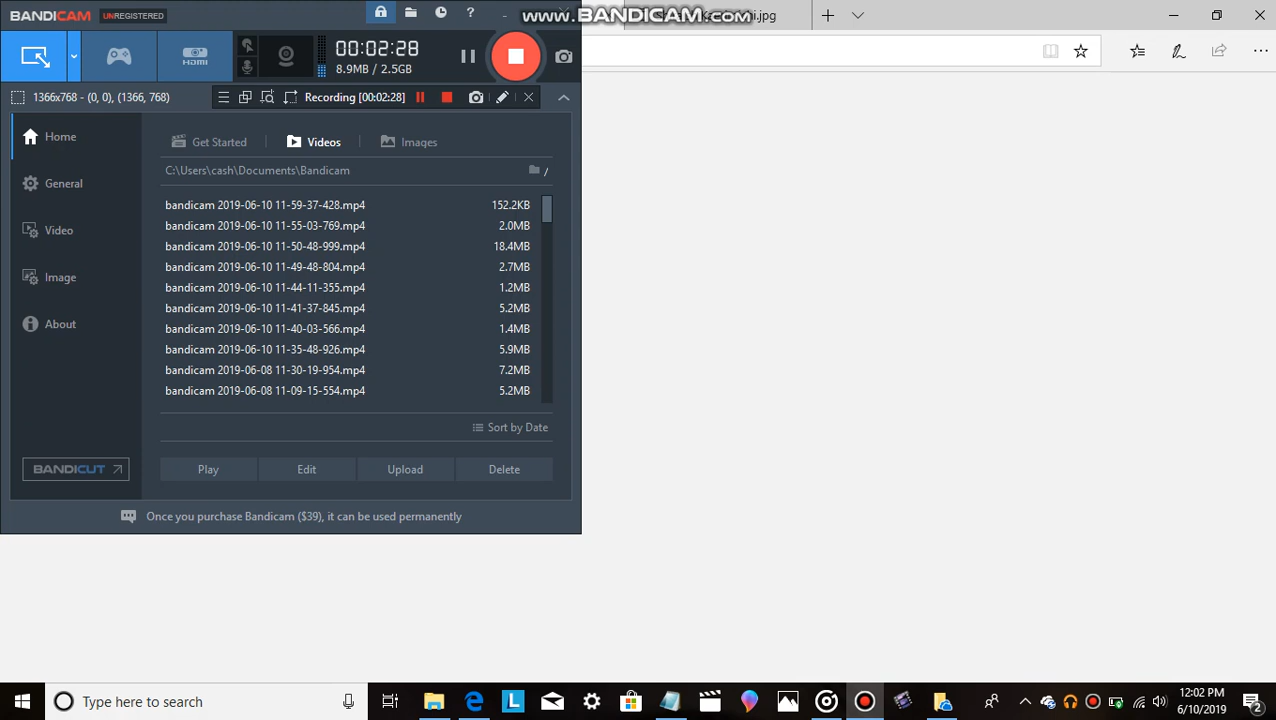 BANDICAM UNREGISTERED
?
www.BANDICAM.com
.jpg
HDMI
00:02:28
8.9MB / 2.5GB
1366x768 - (0, 0), (1366, 768)
Recording [00:02:28]
Home
General
Video
Image
About
BANDICUT
Get Started
Videos
Images
C:\Users\cash\Documents\Bandicam
/
bandicam 2019-06-10 11-59-37-428.mp4 152.2KB
bandicam 2019-06-10 11-55-03-769.mp4 2.0MB
bandicam 2019-06-10 11-50-48-999.mp4 18.4MB
bandicam 2019-06-10 11-49-48-804.mp4 2.7MB
bandicam 2019-06-10 11-44-11-355.mp4 1.2MB
bandicam 2019-06-10 11-41-37-845.mp4 5.2MB
bandicam 2019-06-10 11-40-03-566.mp4 1.4MB
bandicam 2019-06-10 11-35-48-926.mp4 5.9MB
bandicam 2019-06-08 11-30-19-954.mp4 7.2MB
bandicam 2019-06-08 11-09-15-554.mp4 5.2MB
Sort by Date
Play Edit Upload Delete
Once you purchase Bandicam ($39), it can be used permanently
Type here to search
L
12:02 PM
6/10/2019
2